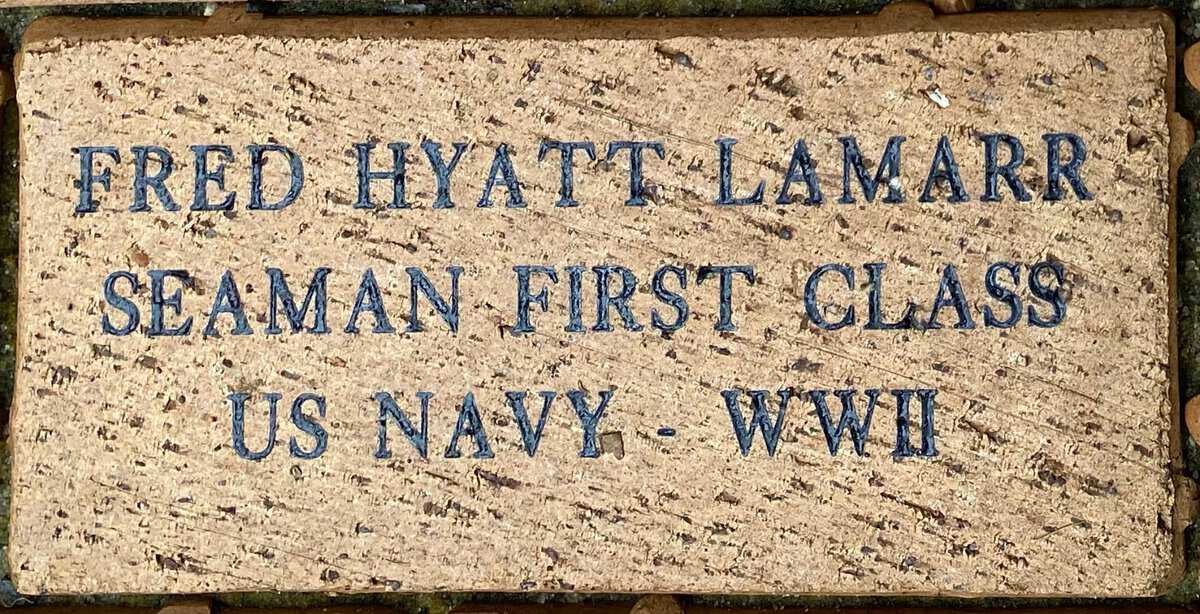 FRED HYATT LAMARR
SEAMAN FIRST CLASS
US NAVY - WWII